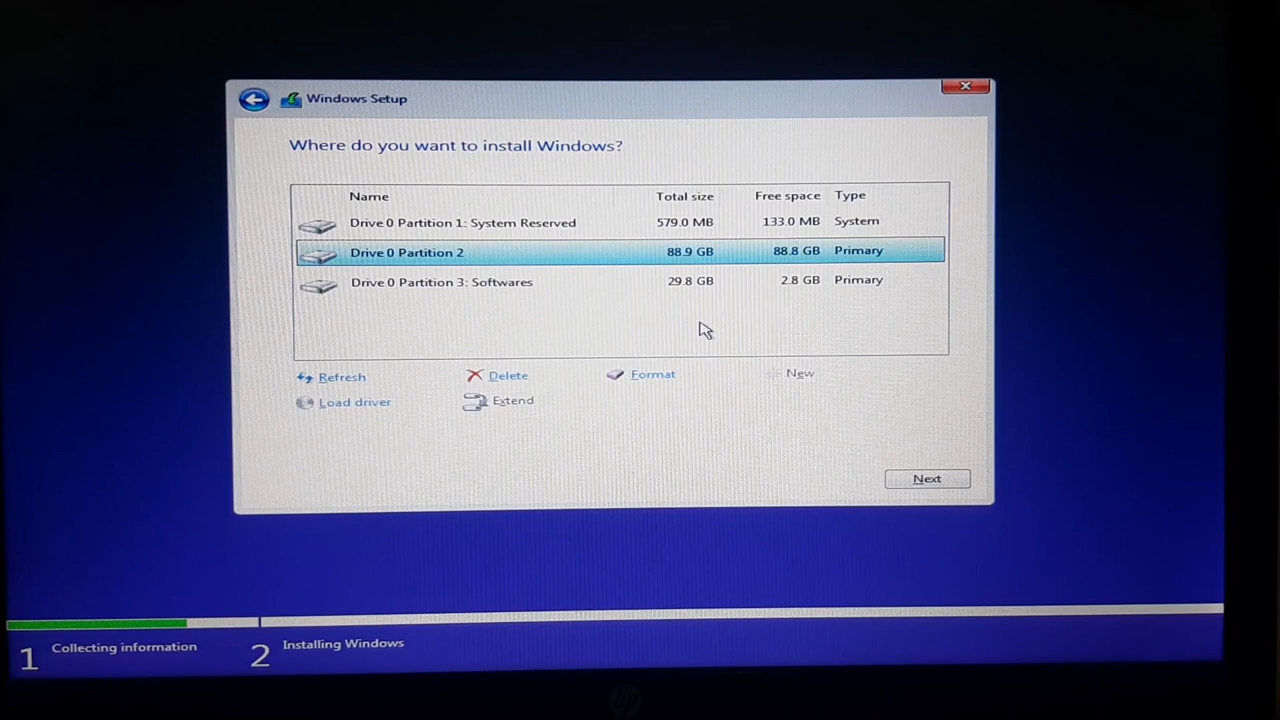 Windows Setup
Where do you want to install Windows?
Name Total size Free space Type
Drive 0 Partition 1: System Reserved 579.0 MB 133.0 MB System
Drive 0 Partition 2 88.9 GB 88.8 GB Primary
Drive 0 Partition 3: Softwares 29.8 GB 2.8 GB Primary
Refresh Delete Format New
Load driver Extend
Next
1 Collecting information 2 Installing Windows
hp